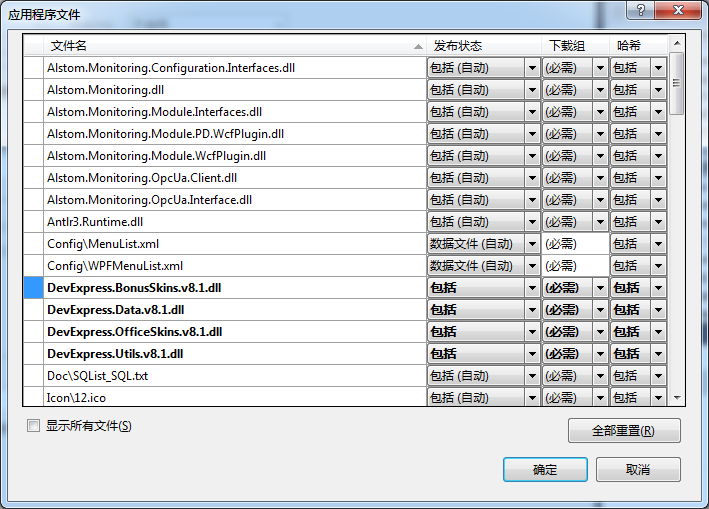 应用程序文件
文件名 发布状态 下载组 哈希
Alstom.Monitoring.Configuration.Interfaces.dll 包括 (自动) (必需) 包括
Alstom.Monitoring.dll 包括 (自动) (必需) 包括
Alstom.Monitoring.Module.Interfaces.dll 包括 (自动) (必需) 包括
Alstom.Monitoring.Module.PD.WcfPlugin.dll 包括 (自动) (必需) 包括
Alstom.Monitoring.Module.WcfPlugin.dll 包括 (自动) (必需) 包括
Alstom.Monitoring.OpcUa.Client.dll 包括 (自动) (必需) 包括
Alstom.Monitoring.OpcUa.Interface.dll 包括 (自动) (必需) 包括
Antlr3.Runtime.dll 包括 (自动) (必需) 包括
Config\MenuList.xml 数据文件 (自动) (必需) 包括
Config\WPFMenuList.xml 数据文件 (自动) (必需) 包括
DevExpress.BonusSkins.v8.1.dll 包括 (必需) 包括
DevExpress.Data.v8.1.dll 包括 (必需) 包括
DevExpress.OfficeSkins.v8.1.dll 包括 (必需) 包括
DevExpress.Utils.v8.1.dll 包括 (必需) 包括
Doc\SQList_SQL.txt 包括 (自动) (必需) 包括
Icon\12.ico 包括 (自动) (必需) 包括
显示所有文件(S)
全部重置(R)
确定 取消